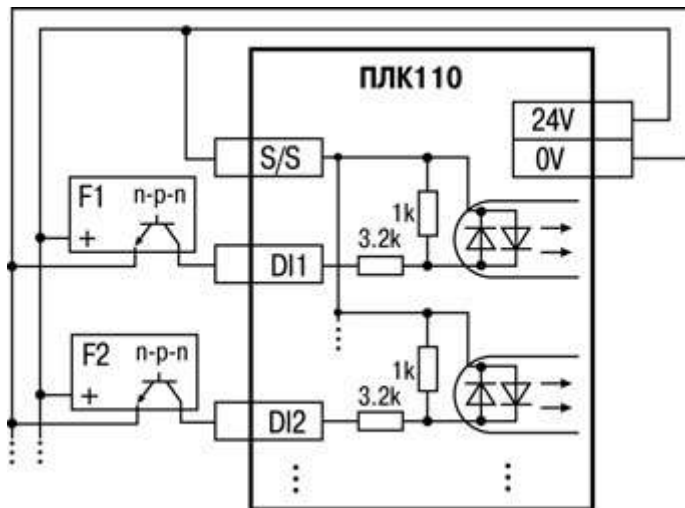 ПЛК110
24V
0V
S/S
F1 n-p-n
+
1k
3.2k
DI1
F2 n-p-n
+
1k
3.2k
DI2